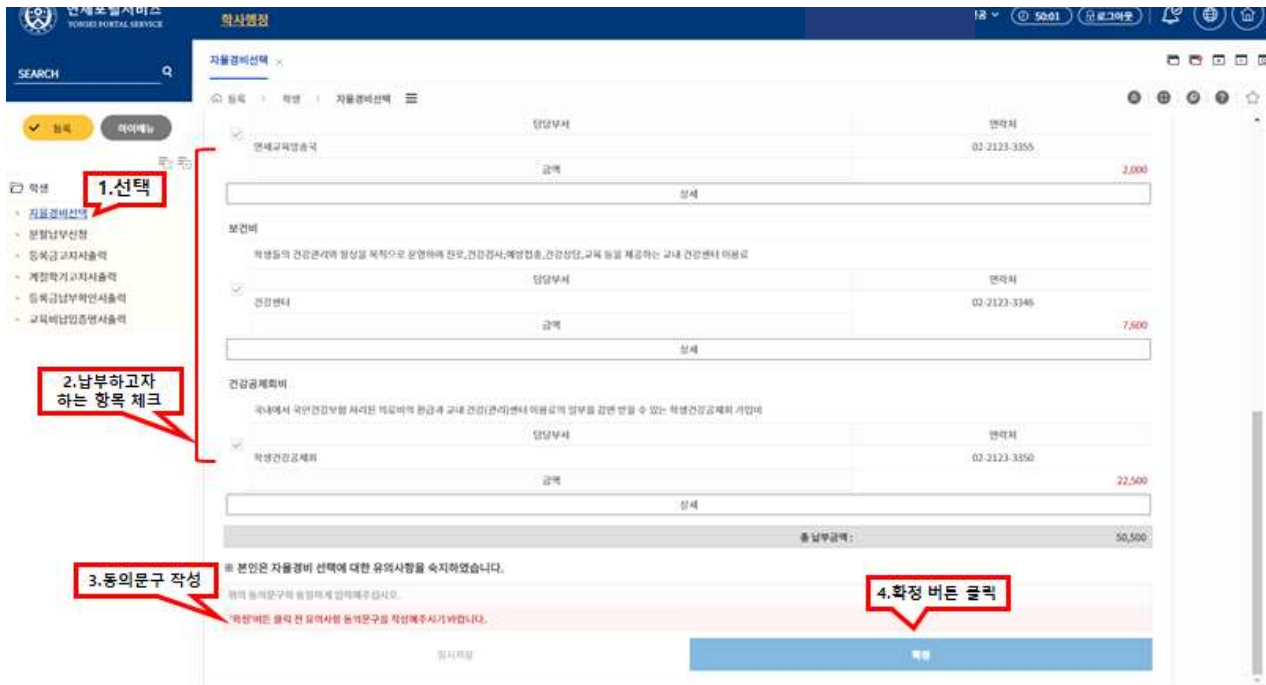 연세포털서비스
YONSEI PORTAL SERVICE
학사행정
50:01
로그아웃
SEARCH
자율경비선택
등록
학생
자율경비선택
등록
마이메뉴
학생
자율경비선택
분할납부신청
등록금고지서출력
계절학기고지서출력
등록금납부확인서출력
교육비납입증명서출력
1.선택
2.납부하고자
하는 항목 체크
3.동의문구 작성
4.확정 버튼 클릭
담당부서 연락처
연세교육방송국 02-2123-3355
금액 2,000
상세
보건비
학생들의 건강관리와 향상을 목적으로 운영하며 진료,건강검사,예방접종,건강상담,교육 등을 제공하는 교내 건강센터 이용료
담당부서 연락처
건강센터 02-2123-3346
금액 7,600
상세
건강공제회비
국내에서 국민건강보험 처리된 의료비의 환급과 교내 건강(관리)센터 이용료의 일부를 감면 받을 수 있는 학생건강공제회 가입비
담당부서 연락처
학생건강공제회 02-2123-3350
금액 22,500
상세
총 납부금액 : 50,500
※ 본인은 자율경비 선택에 대한 유의사항을 숙지하였습니다.
위의 동의문구와 동일하게 입력해주십시오.
'확정'버튼 클릭 전 유의사항 동의문구를 작성해주시기 바랍니다.
임시저장
확정